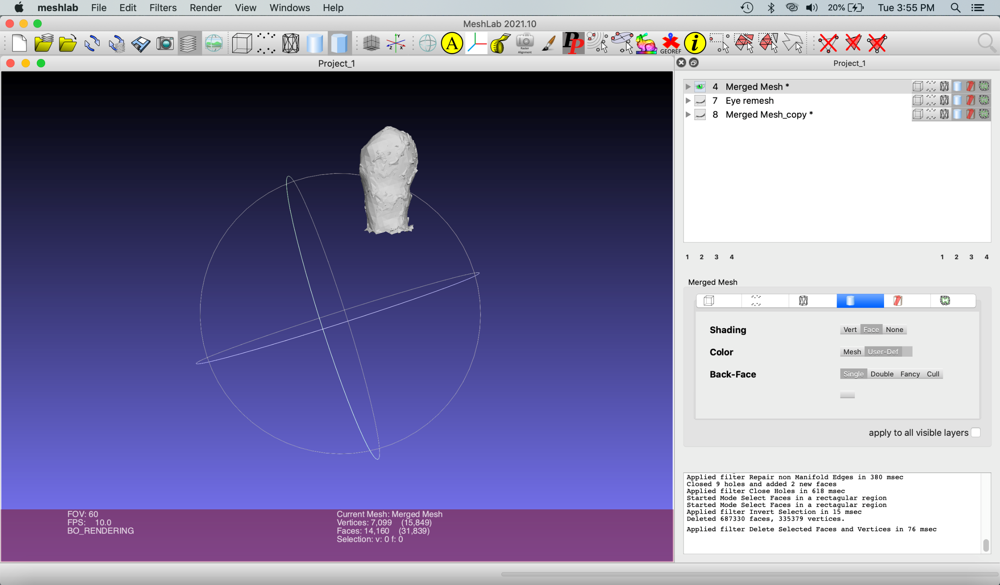 meshlab File Edit Filters Render View Windows Help 20% Tue 3:55 PM
MeshLab 2021.10
A Raster Alignment PP GEOREF i
Y Z X
Project_1
Project_1
4 Merged Mesh *
7 Eye remesh
8 Merged Mesh_copy *
1 2 3 4 1 2 3 4
Merged Mesh
Shading Vert Face None
Color Mesh User-Def
Back-Face Single Double Fancy Cull
apply to all visible layers
Applied filter Repair non Manifold Edges in 380 msec
Closed 9 holes and added 2 new faces
Applied filter Close Holes in 618 msec
Started Mode Select Faces in a rectagular region
Started Mode Select Faces in a rectagular region
Applied filter Invert Selection in 15 msec
Deleted 687330 faces, 335379 vertices.
Applied filter Delete Selected Faces and Vertices in 76 msec
FOV: 60
FPS: 10.0
BO_RENDERING
Current Mesh: Merged Mesh
Vertices: 7,099 (15,849)
Faces: 14,160 (31,839)
Selection: v: 0 f: 0